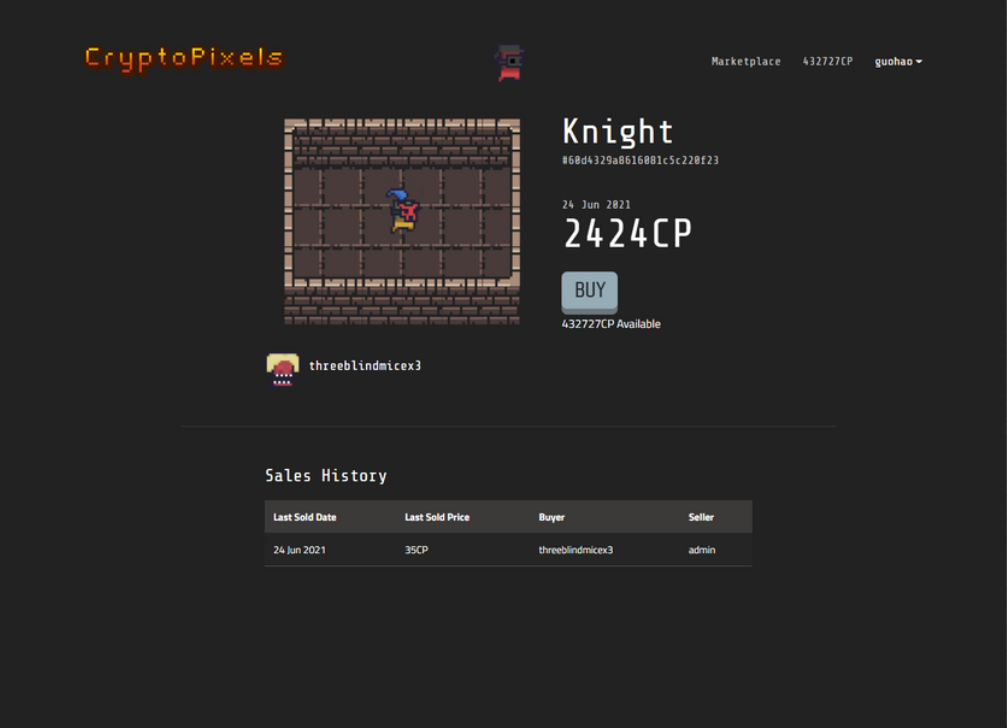 CryptoPixels
Marketplace 432727CP guohao
Knight
#60d4329a8616081c5c220f23
24 Jun 2021
2424CP
BUY
432727CP Available
threeblindmicex3
Sales History
Last Sold Date Last Sold Price Buyer Seller
24 Jun 2021 35CP threeblindmicex3 admin